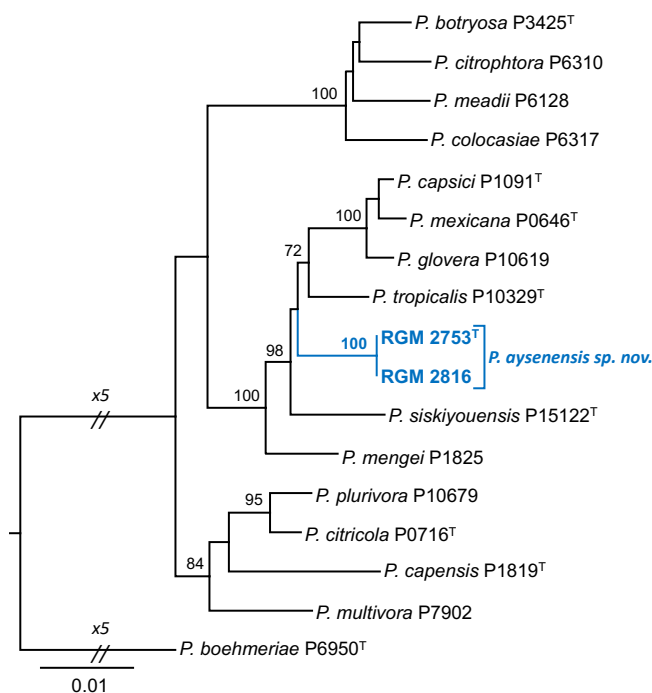 P. botryosa P3425ᵀ
P. citrophtora P6310
P. meadii P6128
100
P. colocasiae P6317
P. capsici P1091ᵀ
100
P. mexicana P0646ᵀ
72
P. glovera P10619
P. tropicalis P10329ᵀ
100
RGM 2753ᵀ
P. aysenensis sp. nov.
98
RGM 2816
100
P. siskiyouensis P15122ᵀ
x5
P. mengei P1825
95
P. plurivora P10679
P. citricola P0716ᵀ
84
P. capensis P1819ᵀ
P. multivora P7902
x5
P. boehmeriae P6950ᵀ
0.01